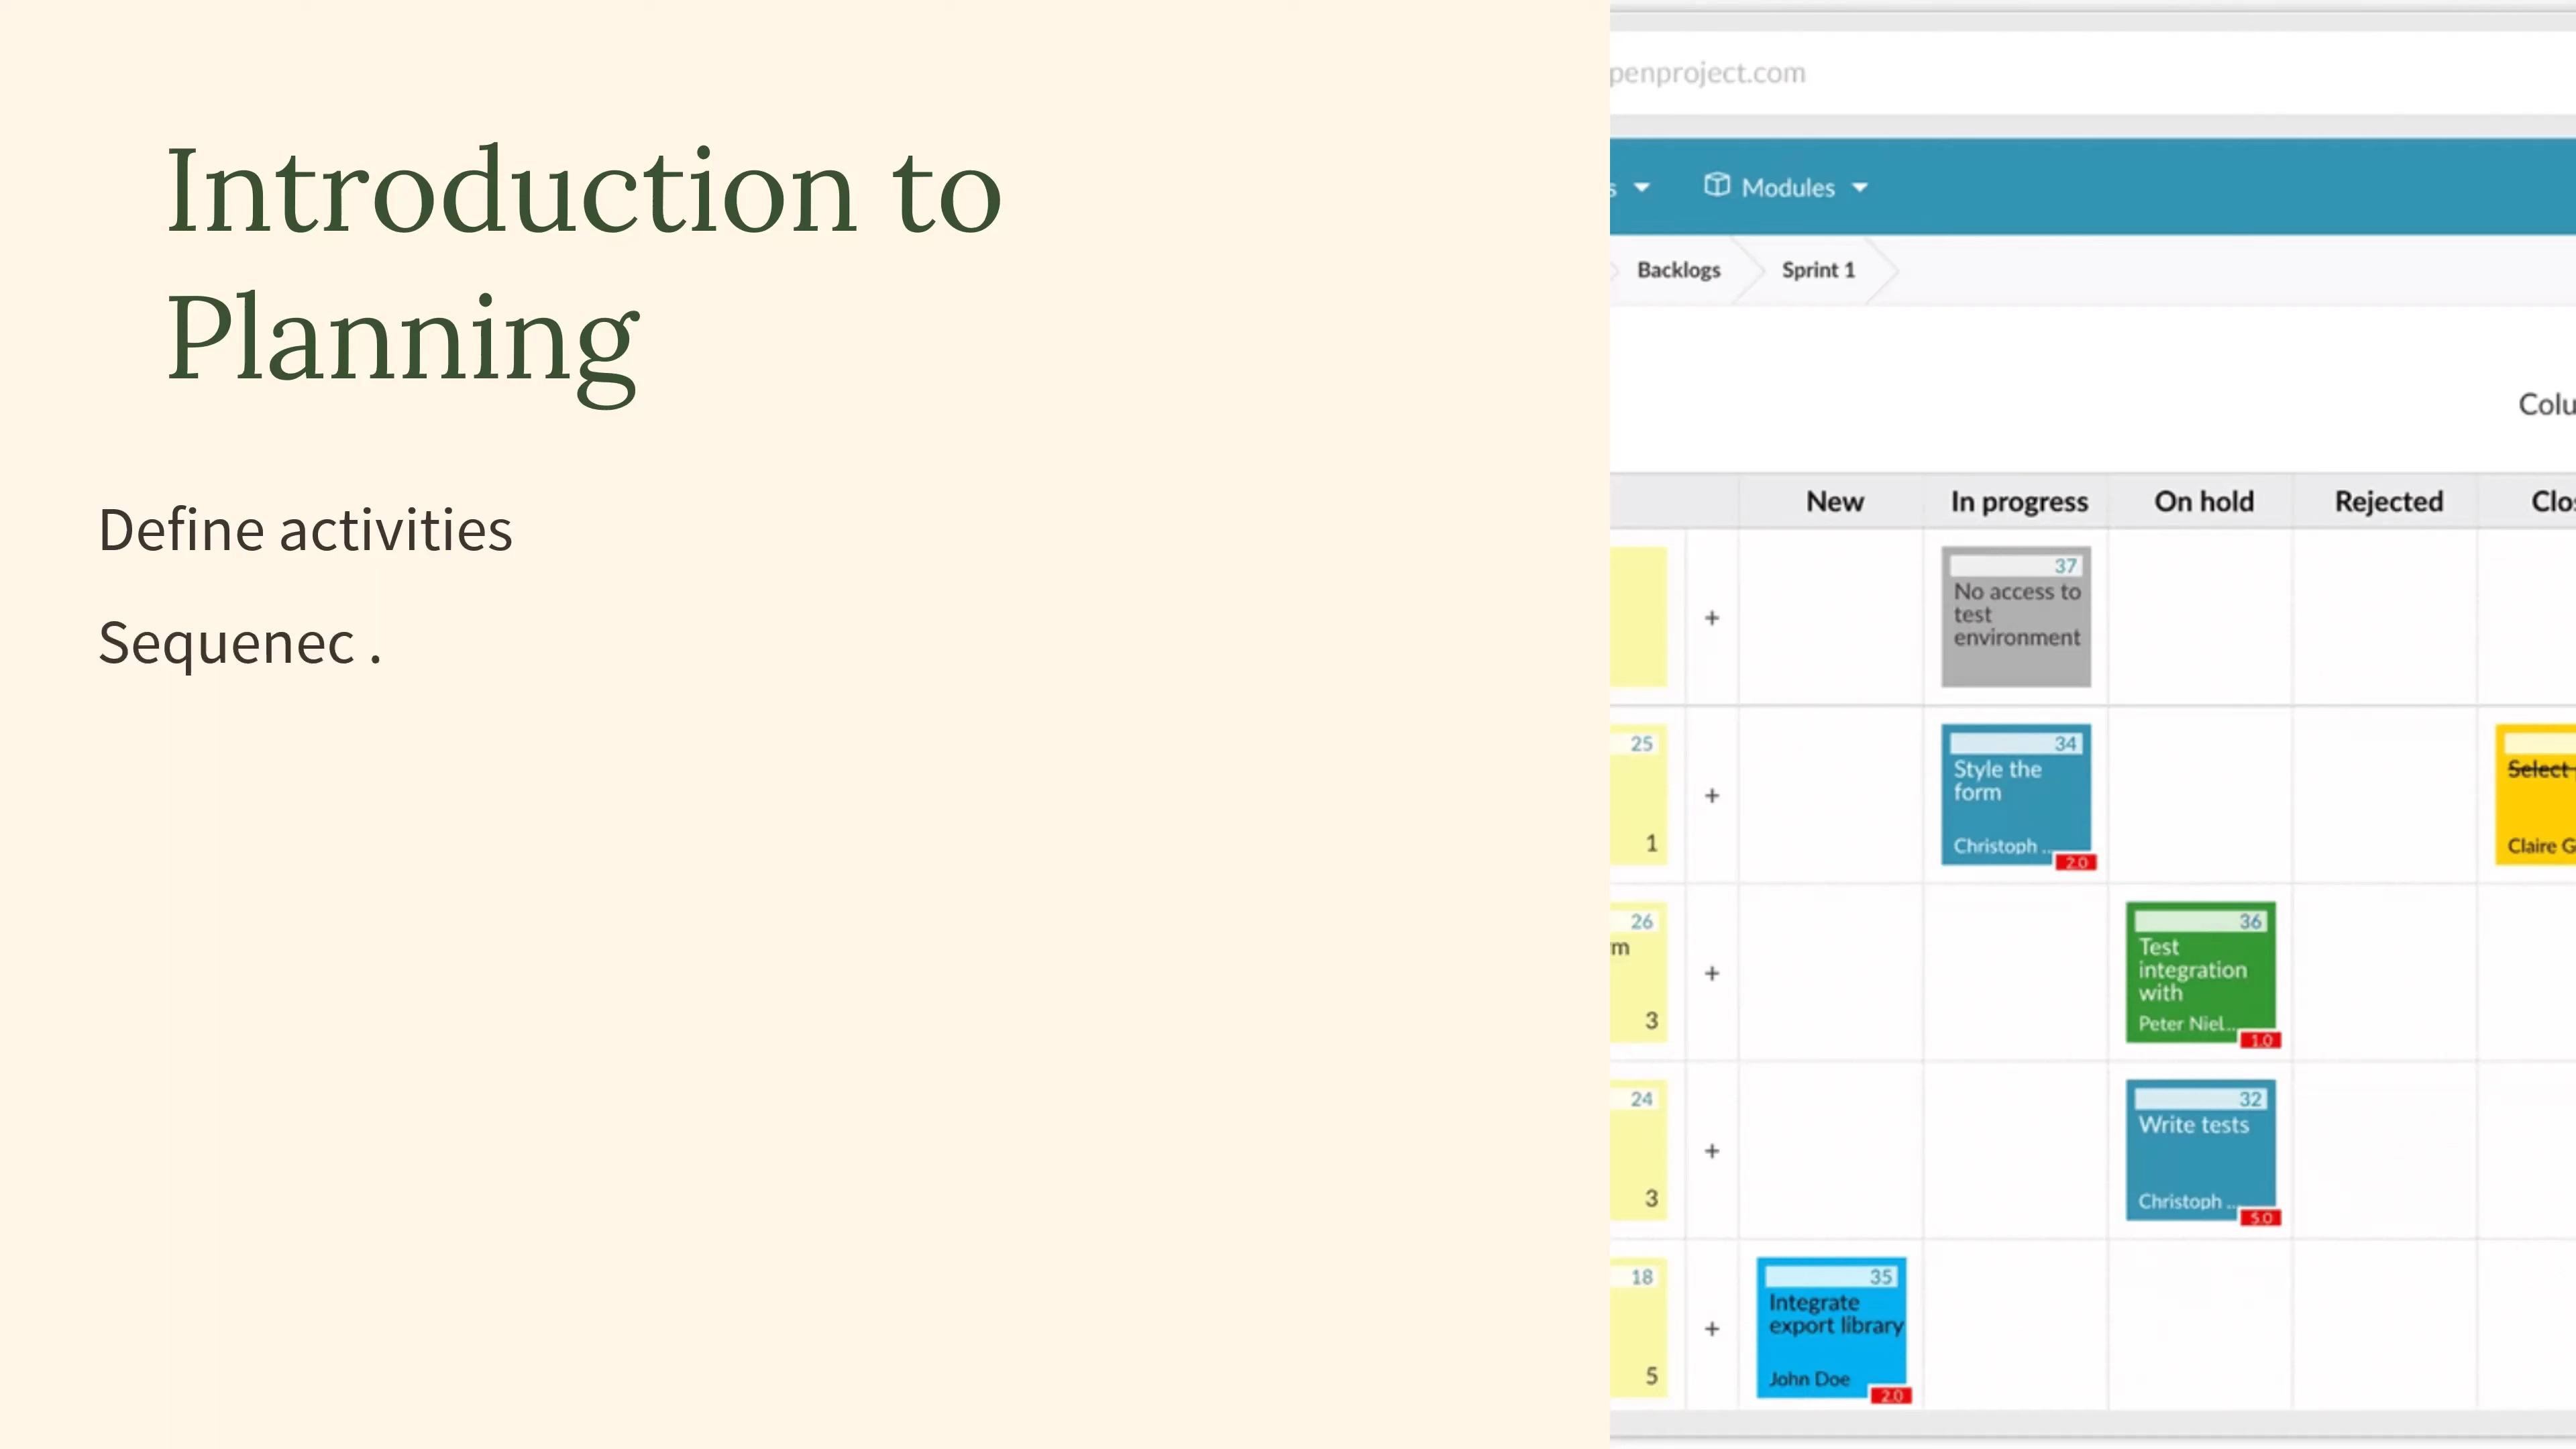 Introduction to
Planning
Define activities
Sequenec .
penproject.com
Modules
Backlogs
Sprint 1
New
In progress
On hold
Rejected
37
No access to
test
environment
+
25
1
+
34
Style the
form
Christoph ...
2.0
Select
Claire G
26
3
+
36
Test
integration
with
Peter Niel...
1.0
24
3
+
32
Write tests
Christoph ...
5.0
18
5
+
35
Integrate
export library
John Doe
2.0